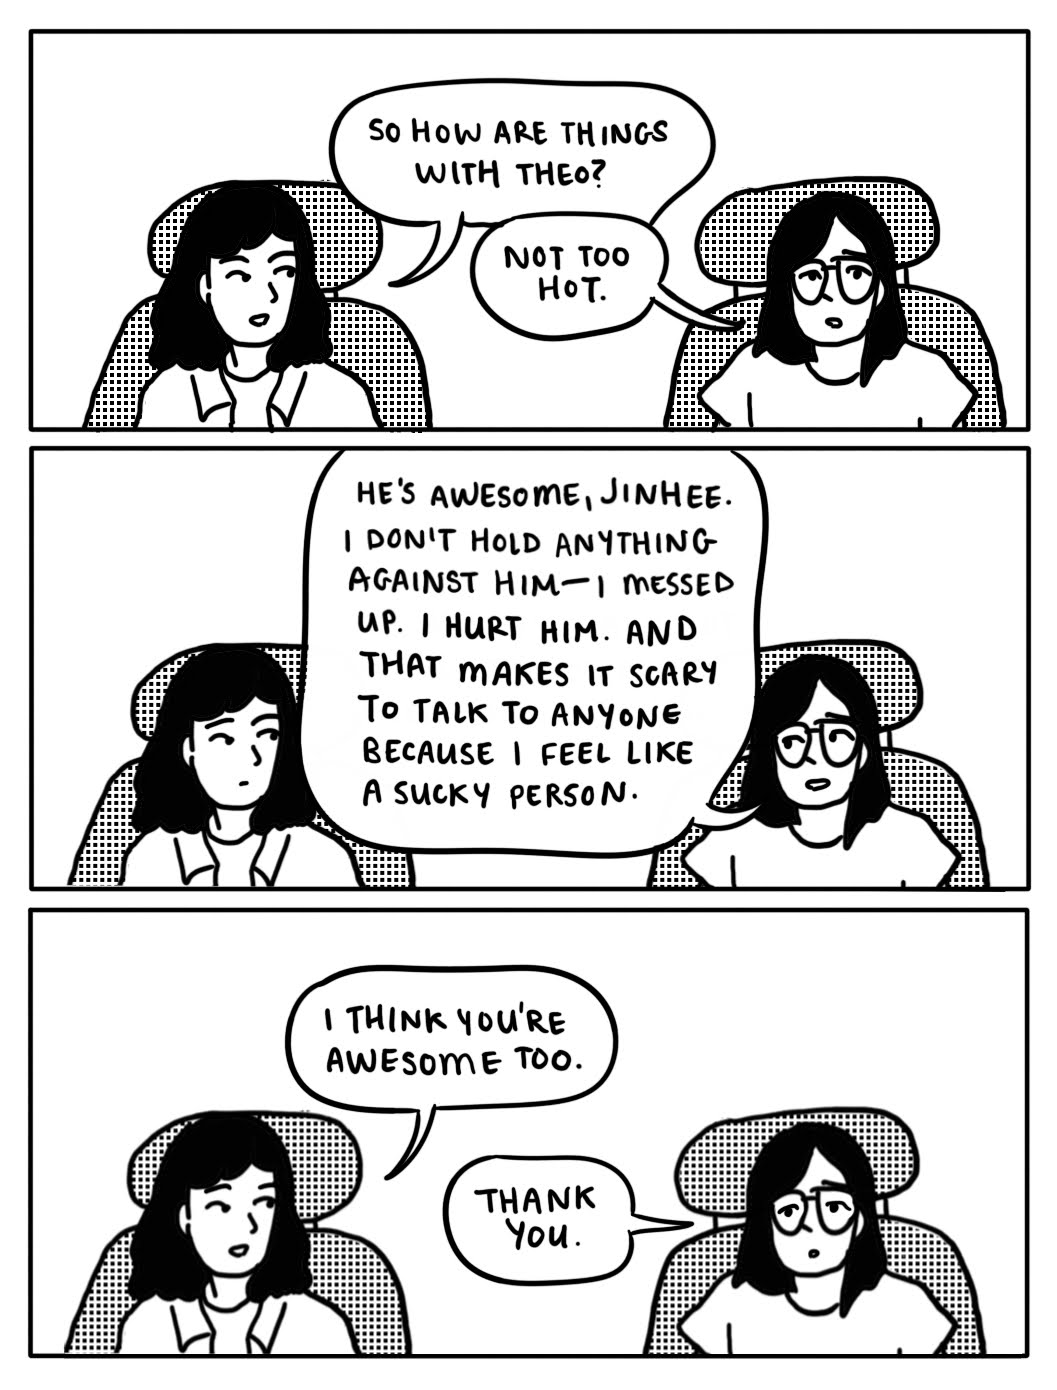 SO HOW ARE THINGS
WITH THEO?
NOT TOO
HOT.
HE'S AWESOME, JINHEE.
I DON'T HOLD ANYTHING
AGAINST HIM—I MESSED
UP. I HURT HIM. AND
THAT MAKES IT SCARY
TO TALK TO ANYONE
BECAUSE I FEEL LIKE
A SUCKY PERSON.
I THINK YOU'RE
AWESOME TOO.
THANK
YOU.